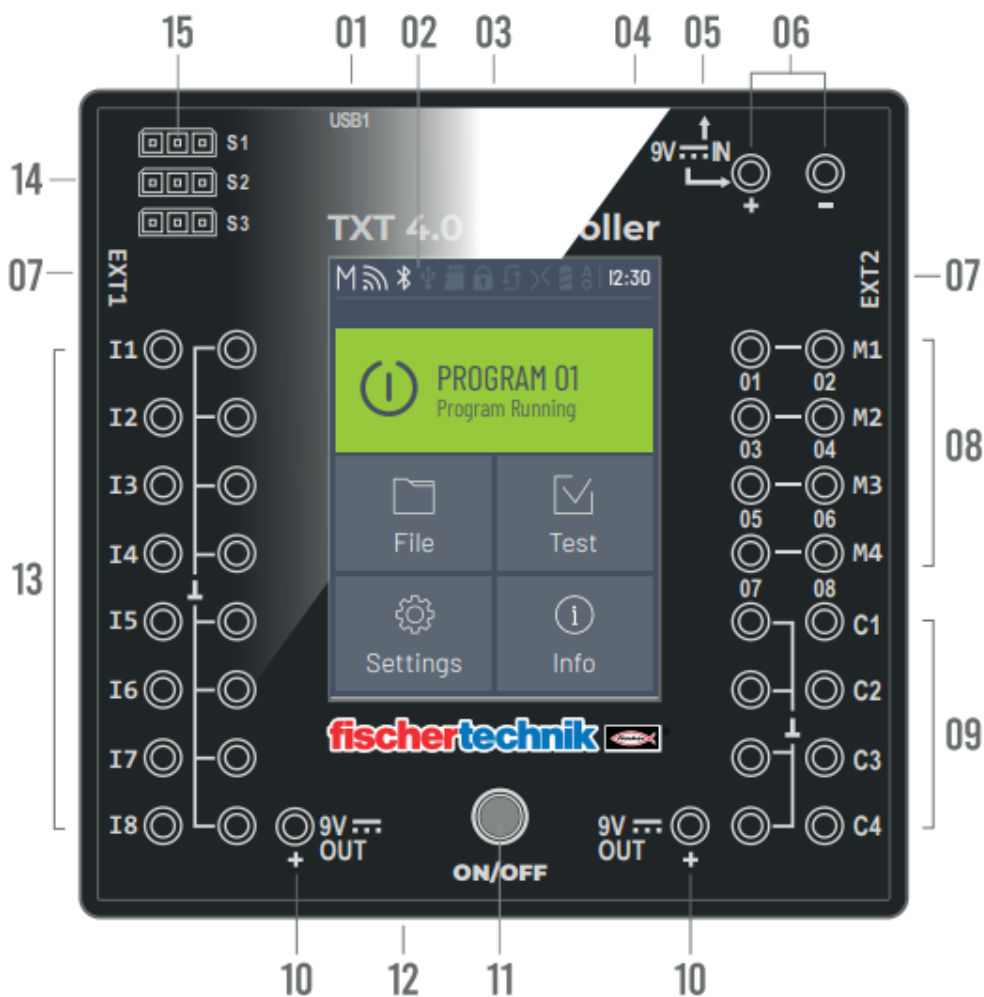 15 01 02 03 04 05 06
USB1
S1
9V IN
14
S2
+ -
S3
TXT 4.0 oller
07 EXT1 EXT2 07
M 12:30
I1 M1
PROGRAM 01
01 02
Program Running
I2 M2
03 04
08
I3 M3
05 06
File Test
I4 M4
13
07 08
I5 C1
Settings Info
I6 C2
09
fischertechnik fischer
I7 C3
I8 9V 9V C4
OUT OUT
+ +
ON/OFF
10 12 11 10